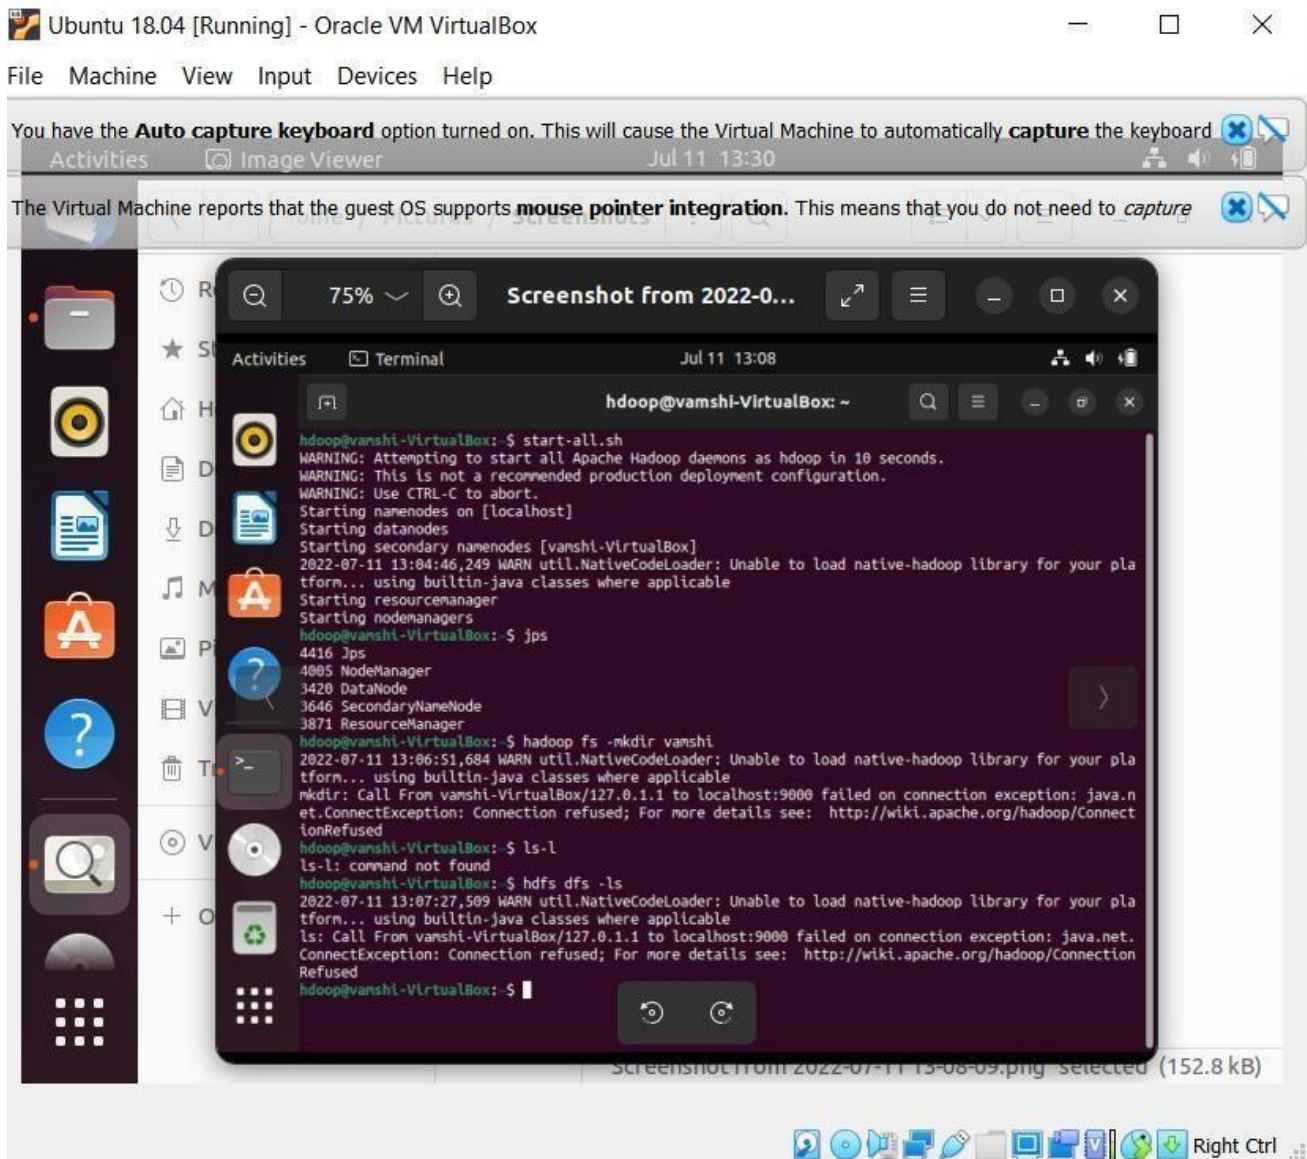 Ubuntu 18.04 [Running] - Oracle VM VirtualBox
File Machine View Input Devices Help
You have the Auto capture keyboard option turned on. This will cause the Virtual Machine to automatically capture the keyboard
Activities Image Viewer Jul 11 13:30
The Virtual Machine reports that the guest OS supports mouse pointer integration. This means that you do not need to capture
Pictures / Screenshots
75% Screenshot from 2022-0...
Activities Terminal Jul 11 13:08
hdoop@vamshi-VirtualBox: ~
hdoop@vamshi-VirtualBox:~$ start-all.sh
WARNING: Attempting to start all Apache Hadoop daemons as hdoop in 10 seconds.
WARNING: This is not a recommended production deployment configuration.
WARNING: Use CTRL-C to abort.
Starting namenodes on [localhost]
Starting datanodes
Starting secondary namenodes [vamshi-VirtualBox]
2022-07-11 13:04:46,249 WARN util.NativeCodeLoader: Unable to load native-hadoop library for your pla
tform... using builtin-java classes where applicable
Starting resourcemanager
Starting nodemanagers
hdoop@vamshi-VirtualBox:~$ jps
4416 Jps
4005 NodeManager
3420 DataNode
3646 SecondaryNameNode
3871 ResourceManager
hdoop@vamshi-VirtualBox:~$ hadoop fs -mkdir vamshi
2022-07-11 13:06:51,684 WARN util.NativeCodeLoader: Unable to load native-hadoop library for your pla
tform... using builtin-java classes where applicable
mkdir: Call From vamshi-VirtualBox/127.0.1.1 to localhost:9000 failed on connection exception: java.n
et.ConnectException: Connection refused; For more details see:  http://wiki.apache.org/hadoop/Connect
ionRefused
hdoop@vamshi-VirtualBox:~$ ls-l
ls-l: command not found
hdoop@vamshi-VirtualBox:~$ hdfs dfs -ls
2022-07-11 13:07:27,509 WARN util.NativeCodeLoader: Unable to load native-hadoop library for your pla
tform... using builtin-java classes where applicable
ls: Call From vamshi-VirtualBox/127.0.1.1 to localhost:9000 failed on connection exception: java.net.
ConnectException: Connection refused; For more details see:  http://wiki.apache.org/hadoop/Connection
Refused
hdoop@vamshi-VirtualBox:~$
Screenshot from 2022-07-11 13-08-09.png selected (152.8 kB)
Right Ctrl